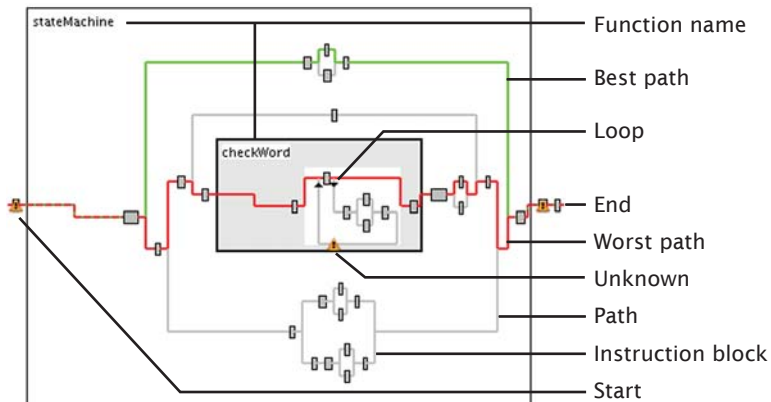 stateMachine
Function name
Best path
checkWord
Loop
End
Worst path
Unknown
Path
Instruction block
Start